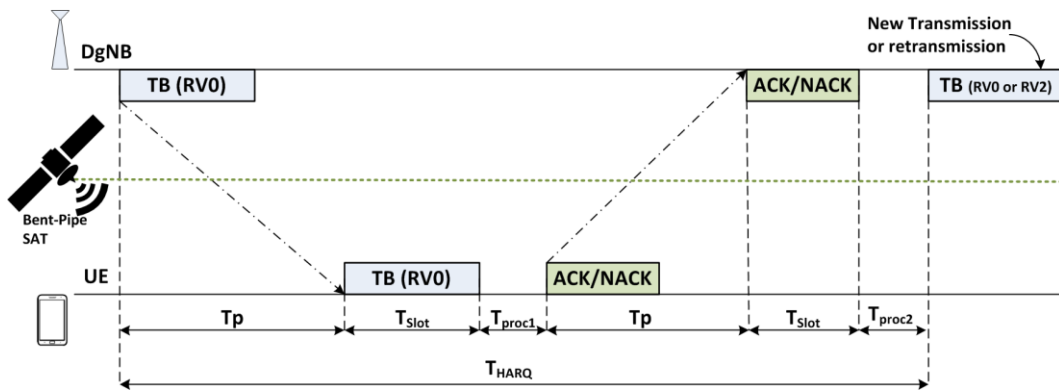 New Transmission
or retransmission
DgNB
TB (RV0)
ACK/NACK
TB (RV0 or RV2)
Bent-Pipe
SAT
UE
TB (RV0)
ACK/NACK
Tp
TSlot
Tproc1
Tp
TSlot
Tproc2
THARQ